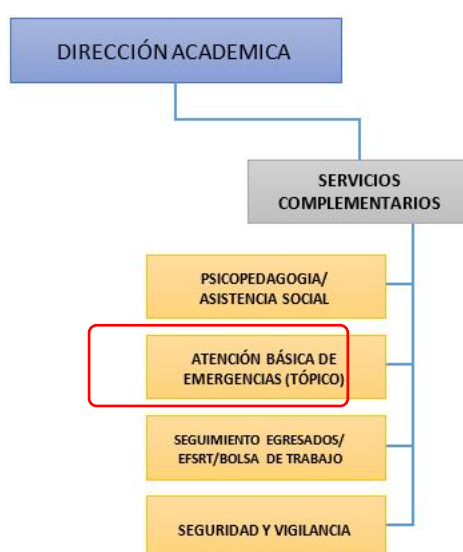 DIRECCIÓN ACADEMICA
SERVICIOS
COMPLEMENTARIOS
PSICOPEDAGOGIA/
ASISTENCIA SOCIAL
ATENCIÓN BÁSICA DE
EMERGENCIAS (TÓPICO)
SEGUIMIENTO EGRESADOS/
EFSRT/BOLSA DE TRABAJO
SEGURIDAD Y VIGILANCIA